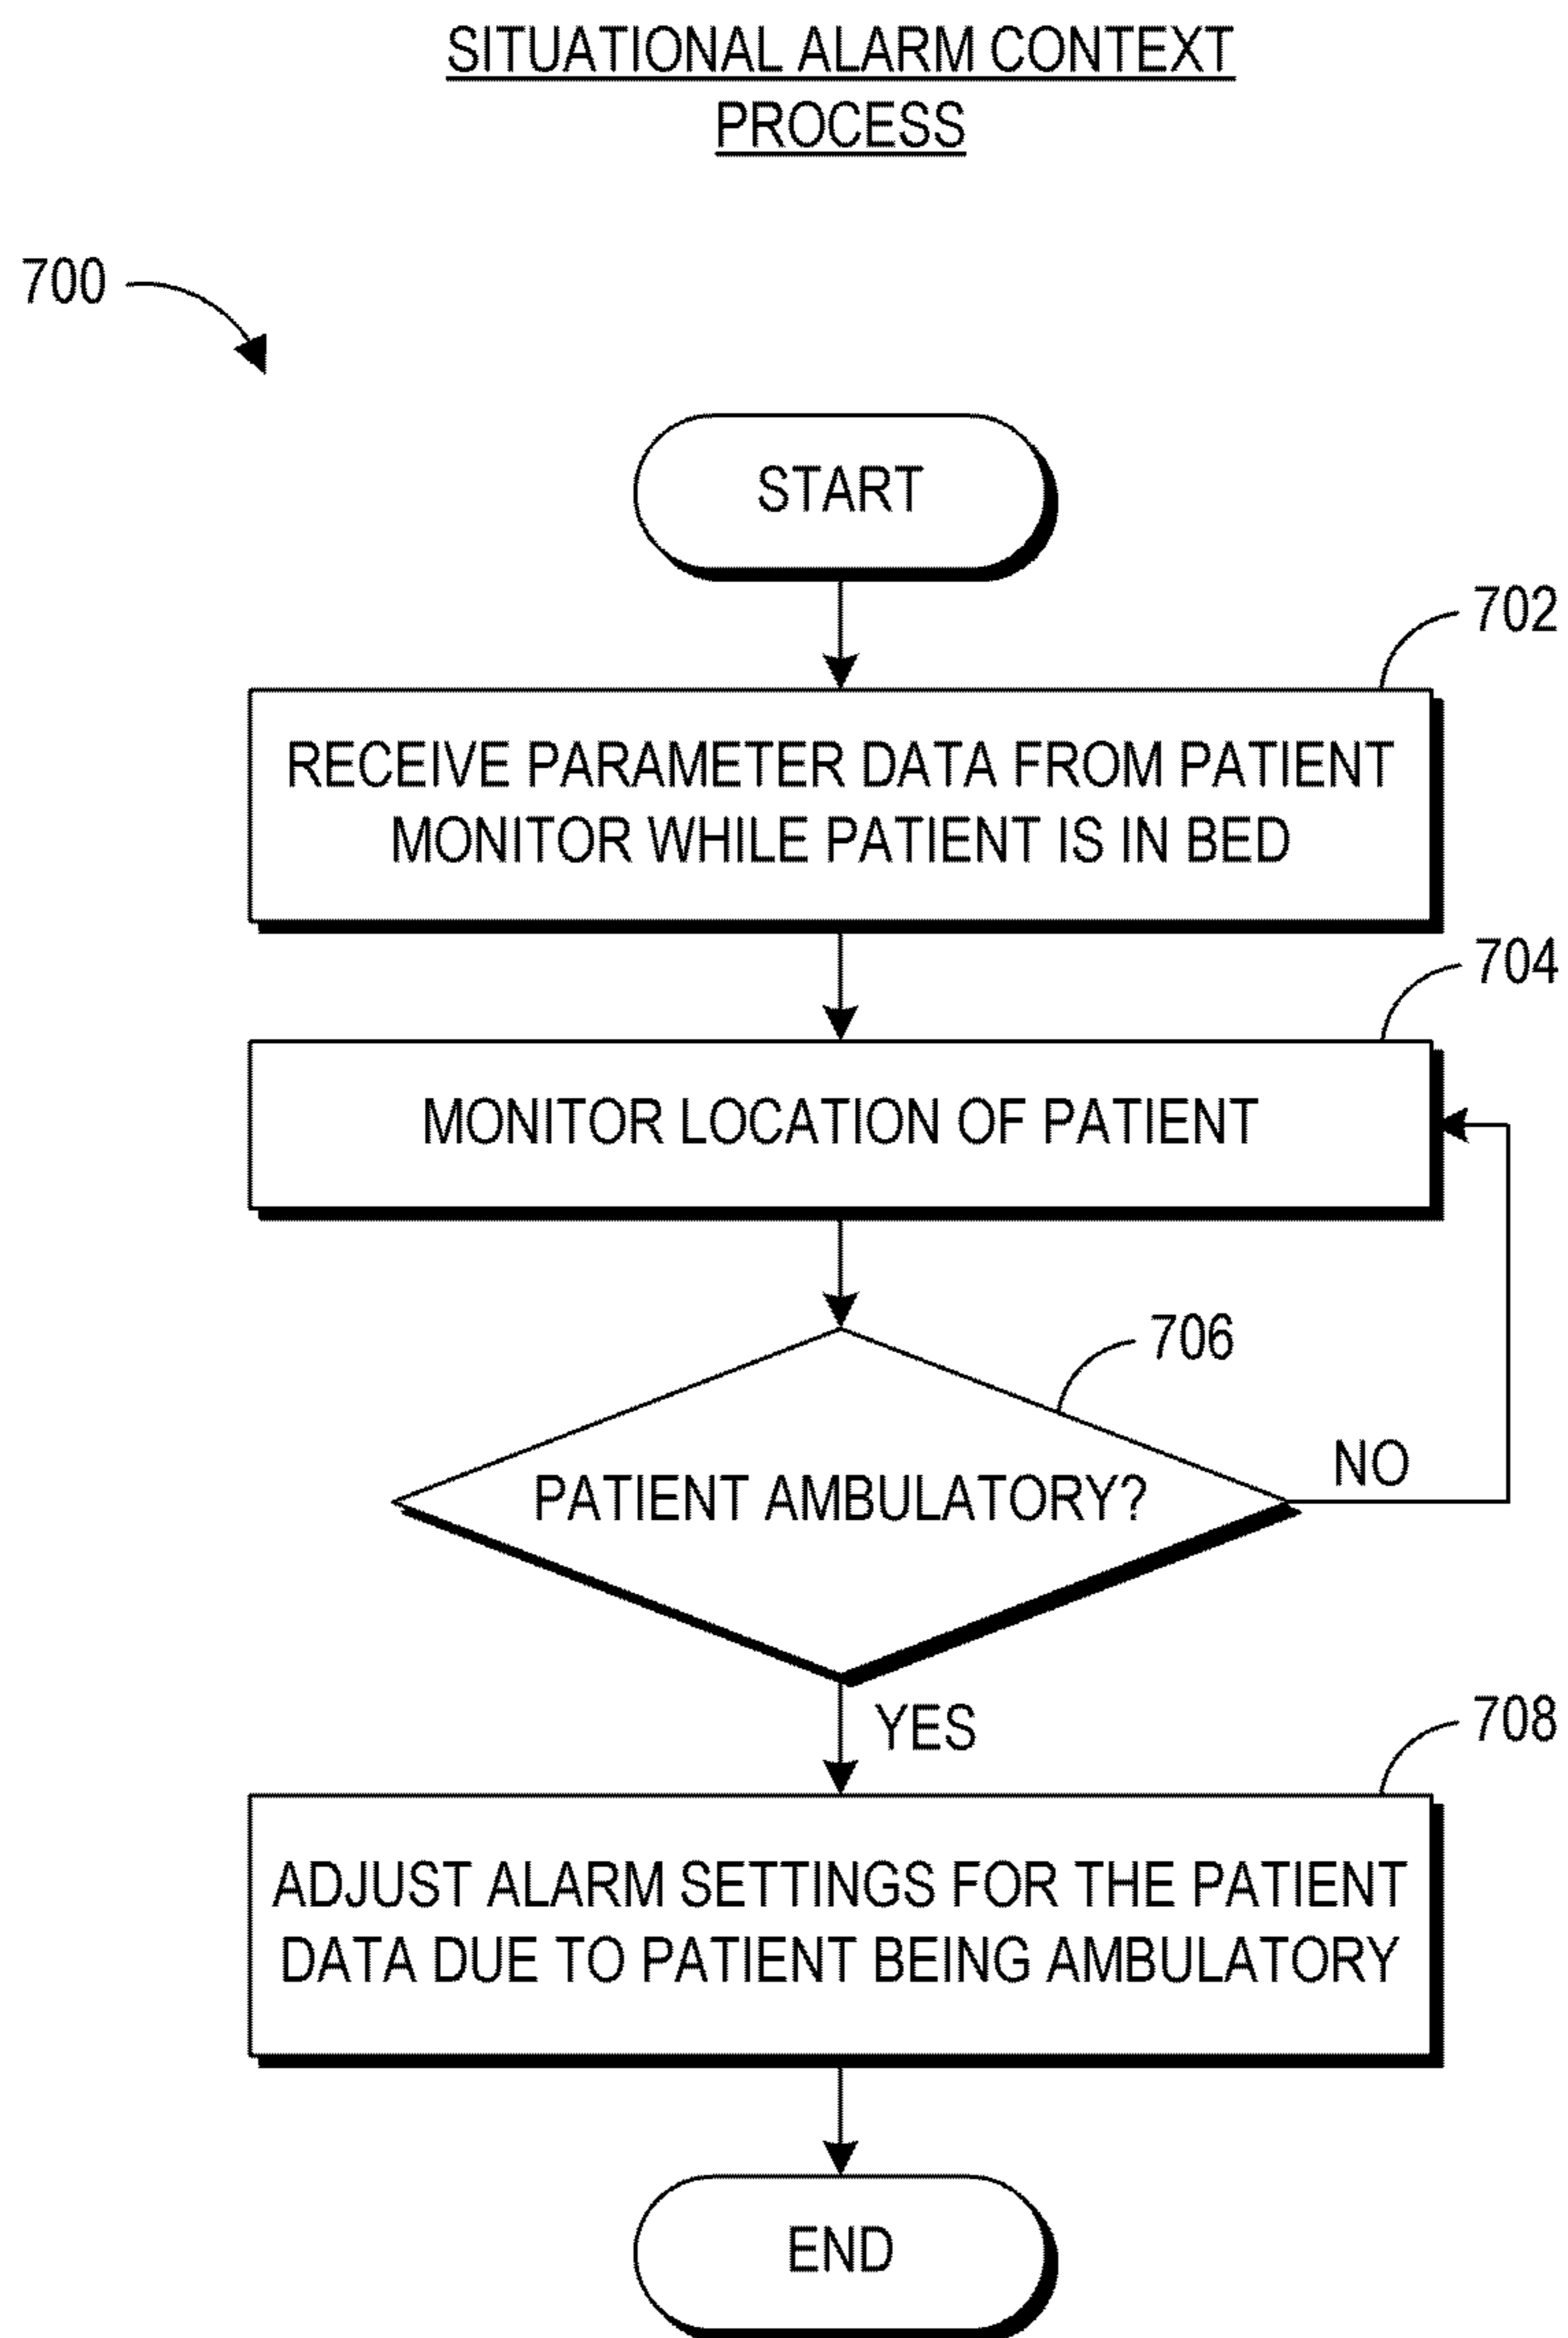 SITUATIONAL ALARM CONTEXT
PROCESS
700
START
702
RECEIVE PARAMETER DATA FROM PATIENT
MONITOR WHILE PATIENT IS IN BED
704
MONITOR LOCATION OF PATIENT
706
PATIENT AMBULATORY?
NO
YES
708
ADJUST ALARM SETTINGS FOR THE PATIENT
DATA DUE TO PATIENT BEING AMBULATORY
END